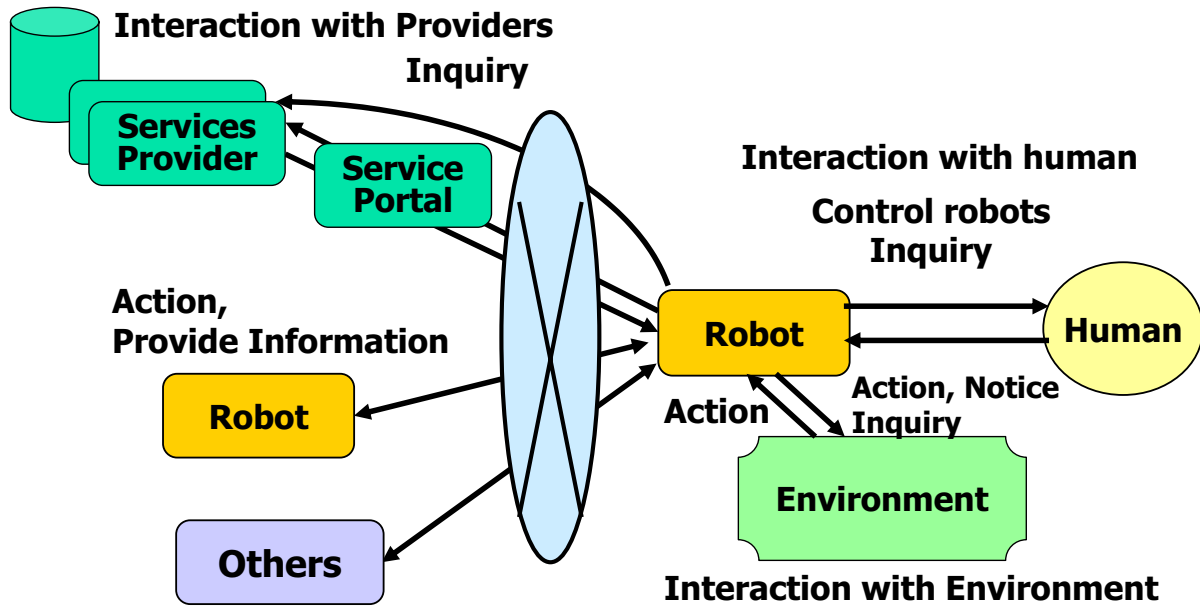 Interaction with Providers
Inquiry
Services
Provider
Service
Portal
Interaction with human
Control robots
Inquiry
Action,
Provide Information
Robot
Human
Robot
Action
Action, Notice
Inquiry
Environment
Others
Interaction with Environment